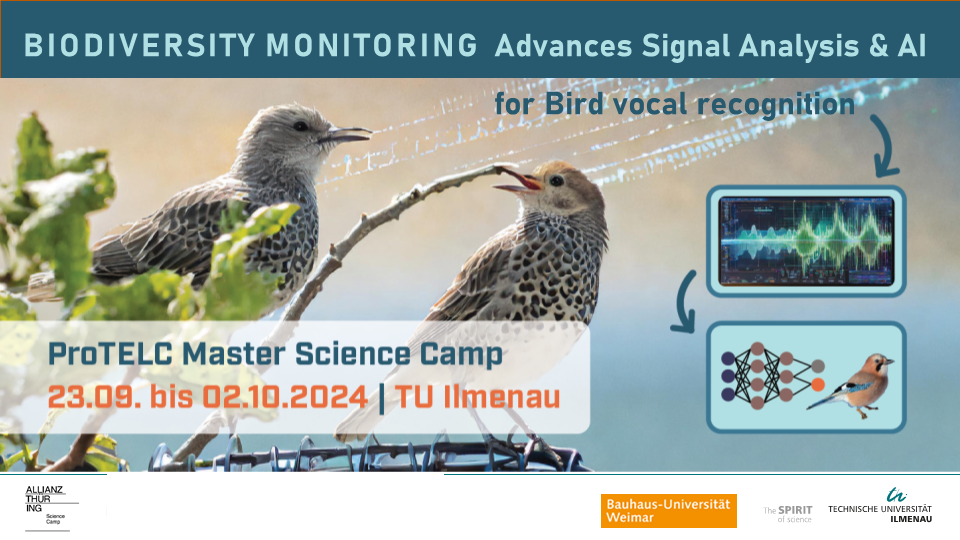 BIODIVERSITY MONITORING Advances Signal Analysis & AI
for Bird vocal recognition
ProTELC Master Science Camp
23.09. bis 02.10.2024 | TU Ilmenau
ALLIANZ
THUR
ING
Science
Camp
Bauhaus-Universität
Weimar
The SPIRIT
of science
TECHNISCHE UNIVERSITÄT
ILMENAU